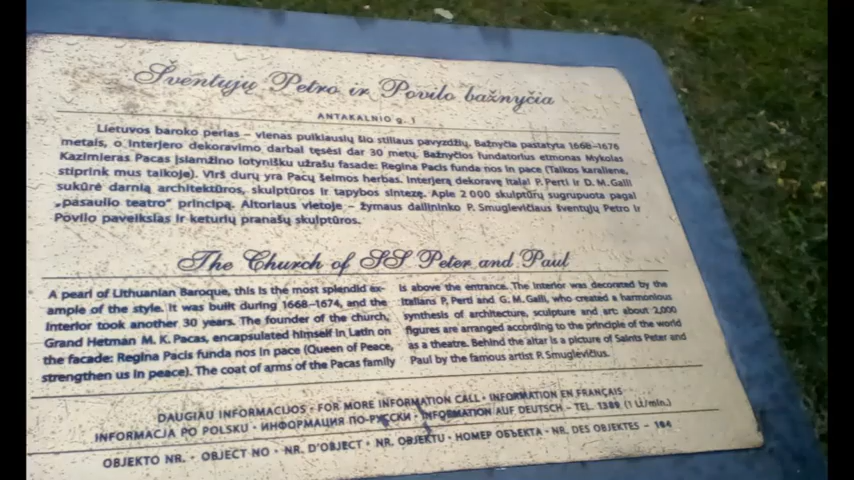 Šventųjų Petro ir Povilo bažnyčia
ANTAKALNIO g. 1
Lietuvos baroko perlas – vienas puikiausių šio stiliaus pavyzdžių. Bažnyčia pastatyta 1668–1676
metais, o interjero dekoravimo darbai tęsėsi dar 30 metų. Bažnyčios fundatorius etmonas Mykolas
Kazimieras Pacas įsiamžino lotynišku užrašu fasade: Regina Pacis funda nos in pace (Taikos karaliene,
stiprink mus taikoje). Virš durų yra Pacų šeimos herbas. Interjerą dekoravę italai P. Perti ir D. M. Galli
sukūrė darnią architektūros, skulptūros ir tapybos sintezę. Apie 2 000 skulptūrų sugrupuota pagal
„pasaulio teatro“ principą. Altoriaus vietoje – žymaus dailininko P. Smuglevičiaus šventųjų Petro ir
Povilo paveikslas ir keturių pranašų skulptūros.
The Church of SS Peter and Paul
A pearl of Lithuanian Baroque, this is the most splendid ex-
ample of the style. It was built during 1668–1674, and the
interior took another 30 years. The founder of the church,
Grand Hetman M. K. Pacas, encapsulated himself in Latin on
the facade: Regina Pacis funda nos in pace (Queen of Peace,
strengthen us in peace). The coat of arms of the Pacas family
is above the entrance. The interior was decorated by the
Italians P. Perti and G. M. Galli, who created a harmonious
synthesis of architecture, sculpture and art: about 2,000
figures are arranged according to the principle of the world
as a theatre. Behind the altar is a picture of Saints Peter and
Paul by the famous artist P. Smuglevičius.
DAUGIAU INFORMACIJOS • FOR MORE INFORMATION CALL • INFORMATION EN FRANÇAIS
INFORMACJA PO POLSKU • ИНФОРМАЦИЯ ПО-РУССКИ • INFORMATION AUF DEUTSCH – TEL. 1588 (1 Lt/min.)
OBJEKTO NR. • OBJECT NO • NR. D'OBJECT • NR. OBJEKTU • НОМЕР ОБЪЕКТА • NR. DES OBJEKTES – 104